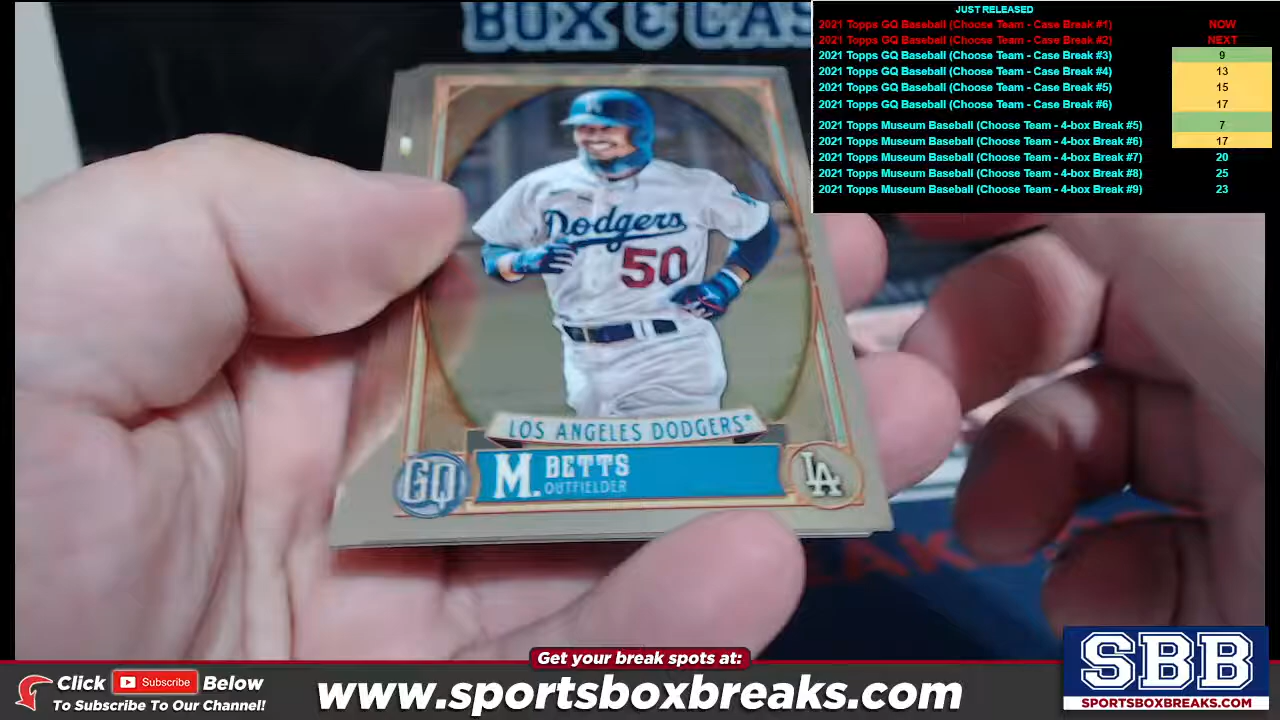 BOX & CAS
JUST RELEASED
2021 Topps GQ Baseball (Choose Team - Case Break #1) NOW
2021 Topps GQ Baseball (Choose Team - Case Break #2) NEXT
2021 Topps GQ Baseball (Choose Team - Case Break #3) 9
2021 Topps GQ Baseball (Choose Team - Case Break #4) 13
2021 Topps GQ Baseball (Choose Team - Case Break #5) 15
2021 Topps GQ Baseball (Choose Team - Case Break #6) 17
2021 Topps Museum Baseball (Choose Team - 4-box Break #5) 7
2021 Topps Museum Baseball (Choose Team - 4-box Break #6) 17
2021 Topps Museum Baseball (Choose Team - 4-box Break #7) 20
2021 Topps Museum Baseball (Choose Team - 4-box Break #8) 25
2021 Topps Museum Baseball (Choose Team - 4-box Break #9) 23
LA
Dodgers
50
LOS ANGELES DODGERS®
GQ
M. BETTS
OUTFIELDER
LA
Get your break spots at:
Click Subscribe Below
To Subscribe To Our Channel!
www.sportsboxbreaks.com
SBB
SPORTSBOXBREAKS.COM